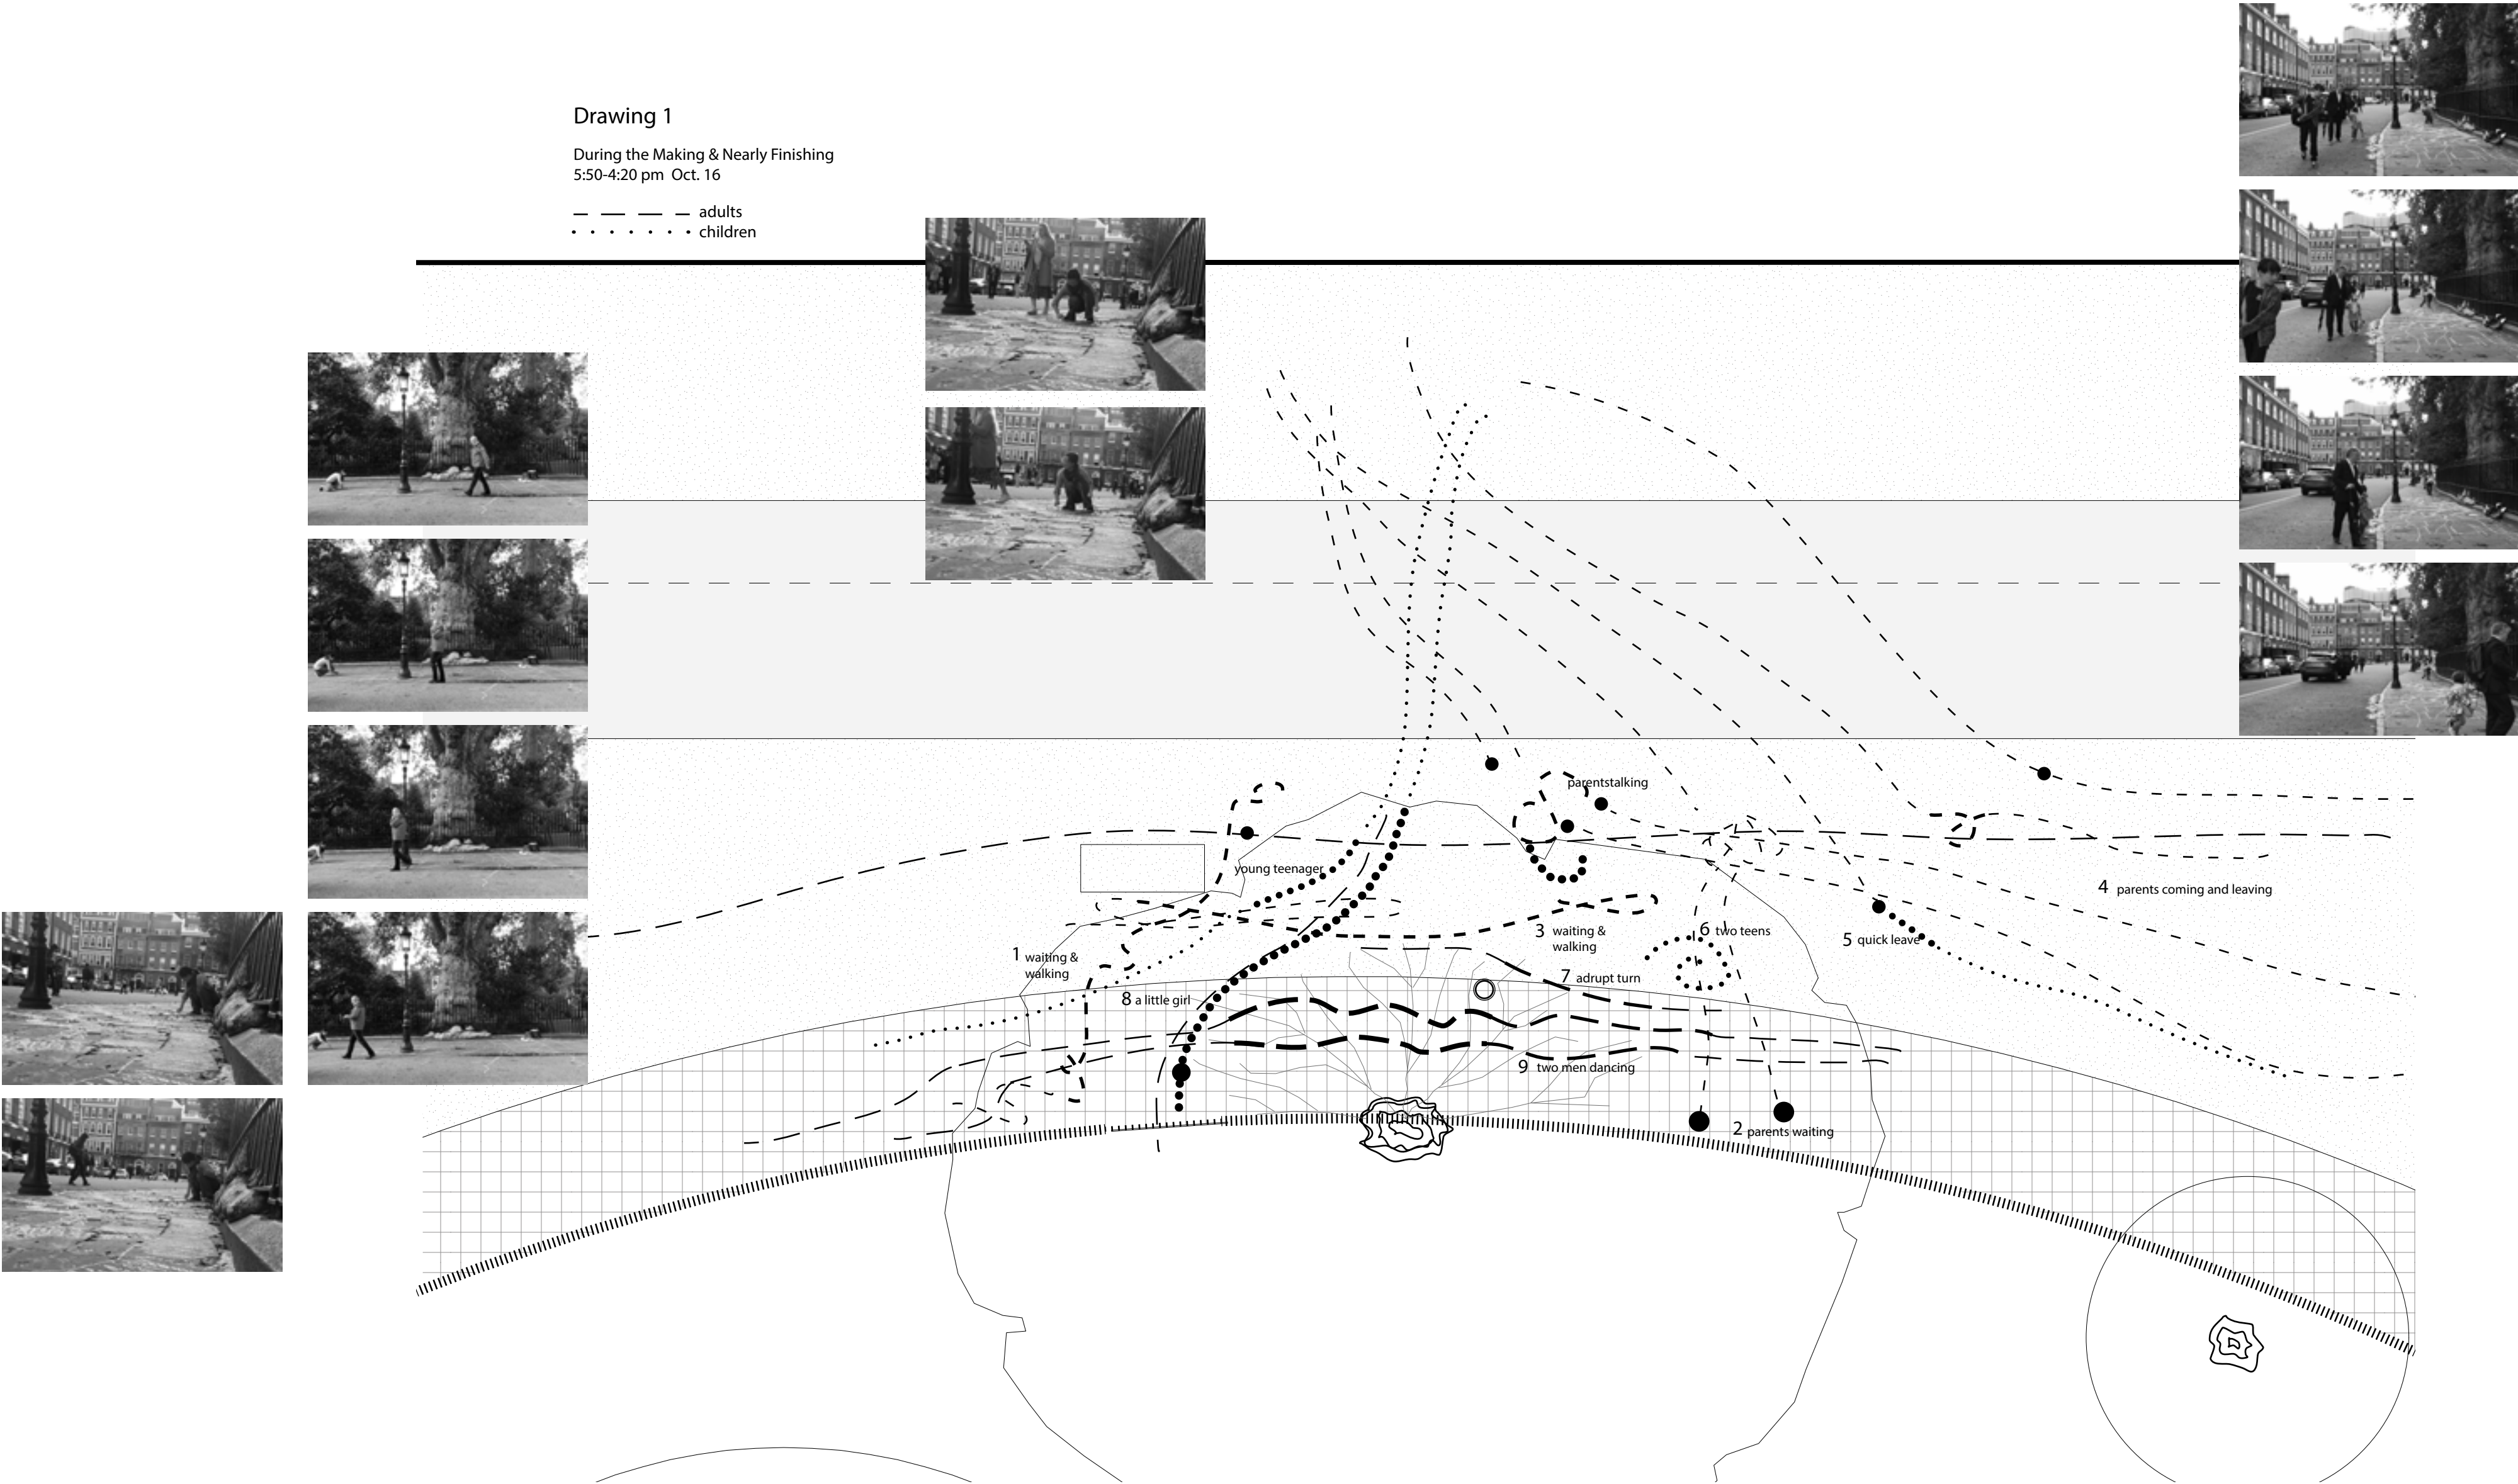 Drawing 1
During the Making & Nearly Finishing
5:50-4:20 pm Oct. 16
adults
children
parentstalking
young teenager
4 parents coming and leaving
3 waiting &
walking
6 two teens
5 quick leave
1 waiting &
walking
7 adrupt turn
8 a little girl
9 two men dancing
2 parents waiting